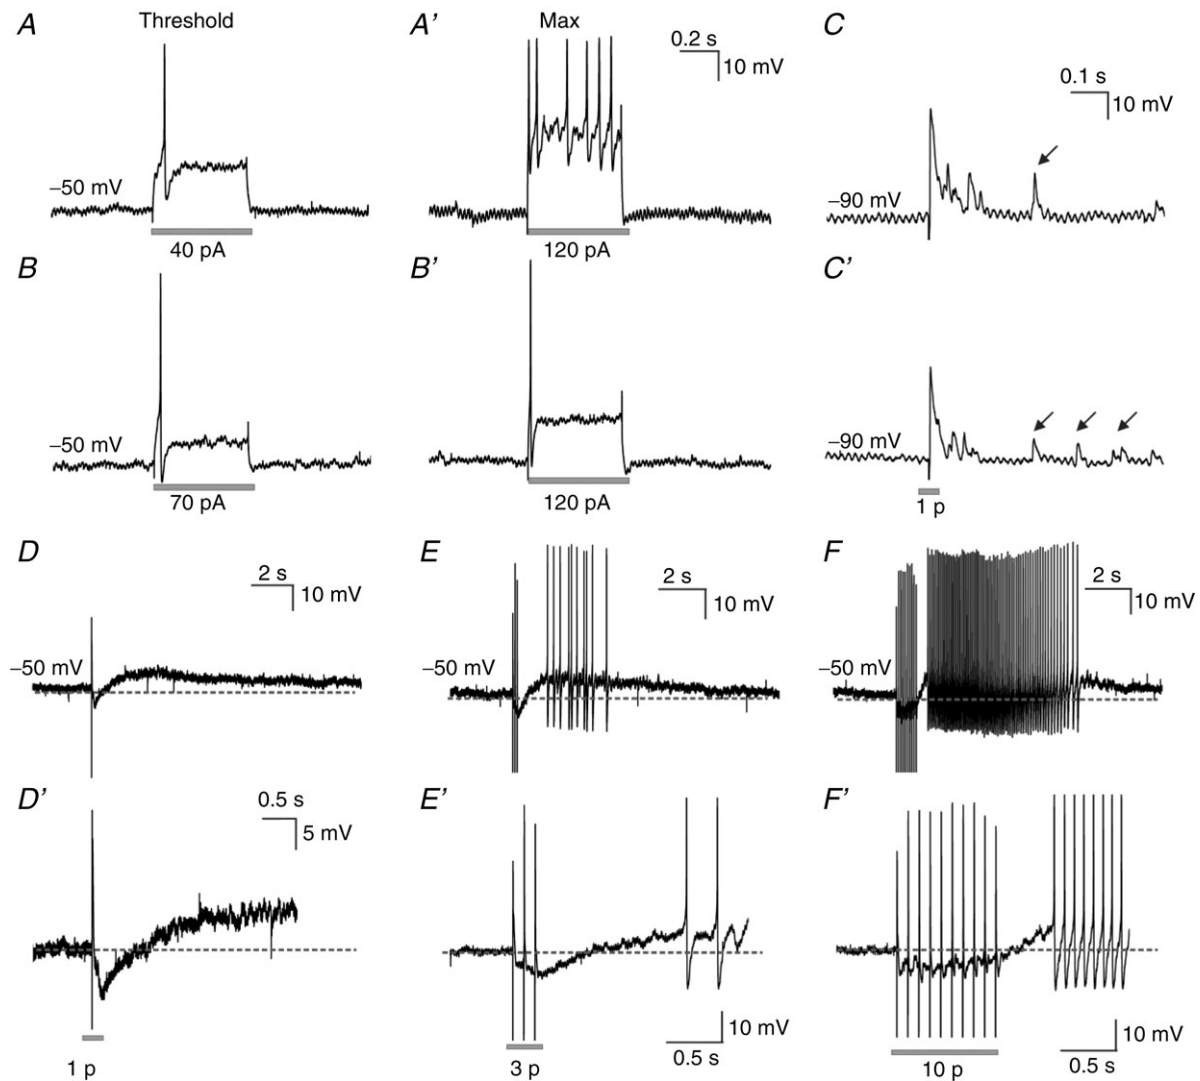 A Threshold
A' Max
0.2 s
10 mV
C
0.1 s
10 mV
–50 mV
–90 mV
40 pA
120 pA
B
B'
C'
–50 mV
–90 mV
70 pA
120 pA
1 p
D
2 s
10 mV
E
2 s
10 mV
F
2 s
10 mV
–50 mV
–50 mV
–50 mV
D'
0.5 s
5 mV
E'
F'
10 mV
0.5 s
10 mV
0.5 s
1 p
3 p
10 p